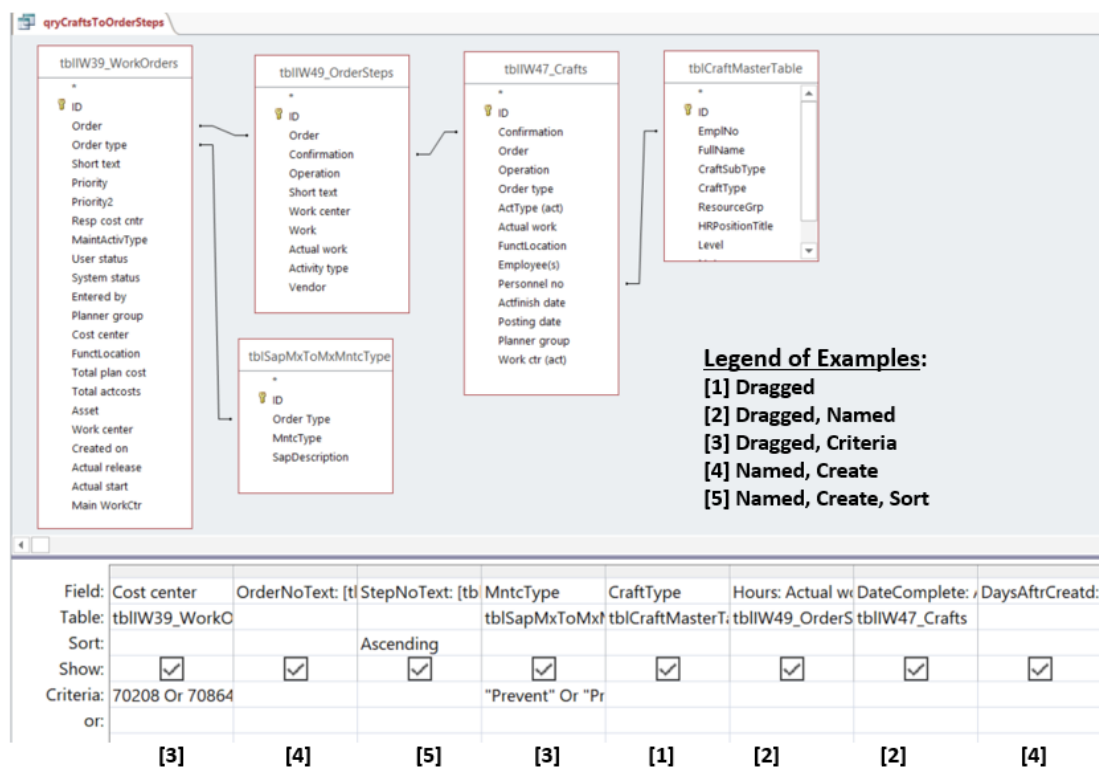 qryCraftsToOrderSteps
tblIW39_WorkOrders
*
ID
Order
Order type
Short text
Priority
Priority2
Resp cost cntr
MaintActivType
User status
System status
Entered by
Planner group
Cost center
FunctLocation
Total plan cost
Total actcosts
Asset
Work center
Created on
Actual release
Actual start
Main WorkCtr
tblIW49_OrderSteps
*
ID
Order
Confirmation
Operation
Short text
Work center
Work
Actual work
Activity type
Vendor
tblSapMxToMxMntcType
*
ID
Order Type
MntcType
SapDescription
tblIW47_Crafts
*
ID
Confirmation
Order
Operation
Order type
ActType (act)
Actual work
FunctLocation
Employee(s)
Personnel no
Actfinish date
Posting date
Planner group
Work ctr (act)
tblCraftMasterTable
*
ID
EmplNo
FullName
CraftSubType
CraftType
ResourceGrp
HRPositionTitle
Level
Legend of Examples:
[1] Dragged
[2] Dragged, Named
[3] Dragged, Criteria
[4] Named, Create
[5] Named, Create, Sort
Field: Cost center OrderNoText: [tl StepNoText: [tb MntcType CraftType Hours: Actual wo DateComplete: DaysAftrCreatd:
Table: tblIW39_WorkO tblSapMxToMxM tblCraftMasterTa tblIW49_OrderS tblIW47_Crafts
Sort: Ascending
Show:
Criteria: 70208 Or 70864 "Prevent" Or "Pr
or:
[3] [4] [5] [3] [1] [2] [2] [4]